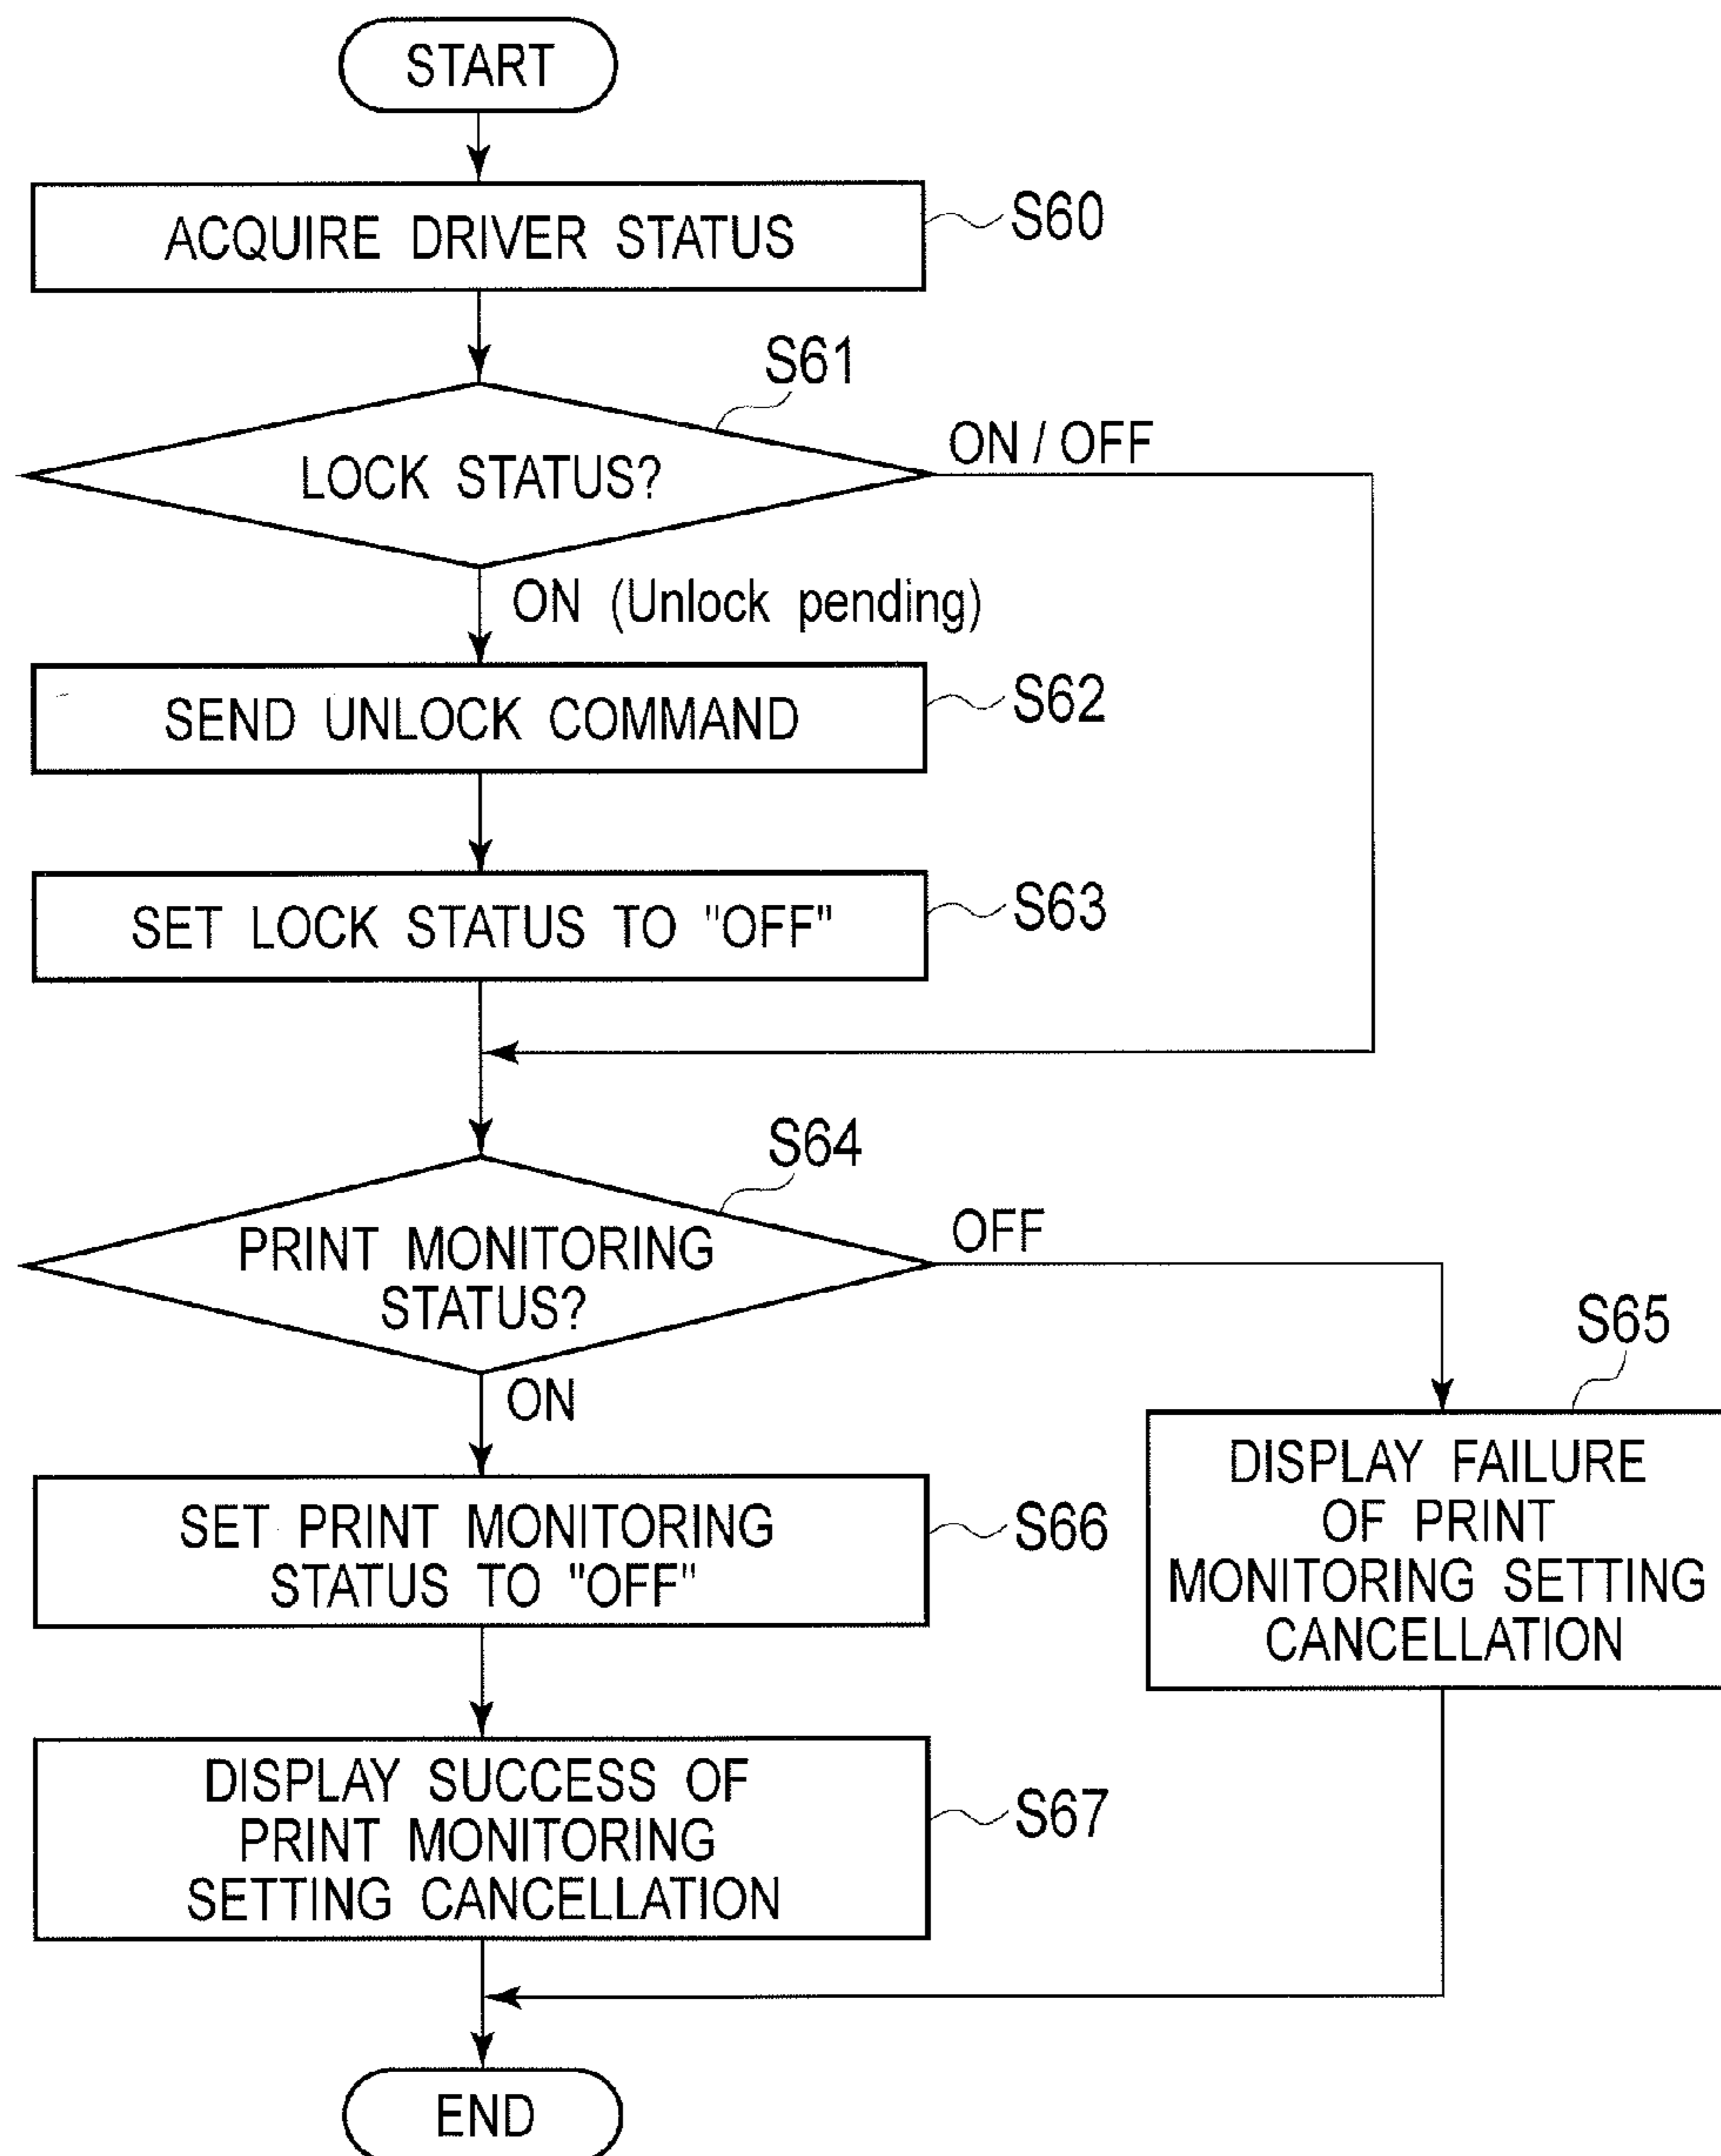 START
ACQUIRE DRIVER STATUS
S60
S61
LOCK STATUS?
ON / OFF
ON (Unlock pending)
SEND UNLOCK COMMAND
S62
SET LOCK STATUS TO "OFF"
S63
S64
PRINT MONITORING
STATUS?
OFF
ON
S65
DISPLAY FAILURE
OF PRINT
MONITORING SETTING
CANCELLATION
SET PRINT MONITORING
STATUS TO "OFF"
S66
DISPLAY SUCCESS OF
PRINT MONITORING
SETTING CANCELLATION
S67
END